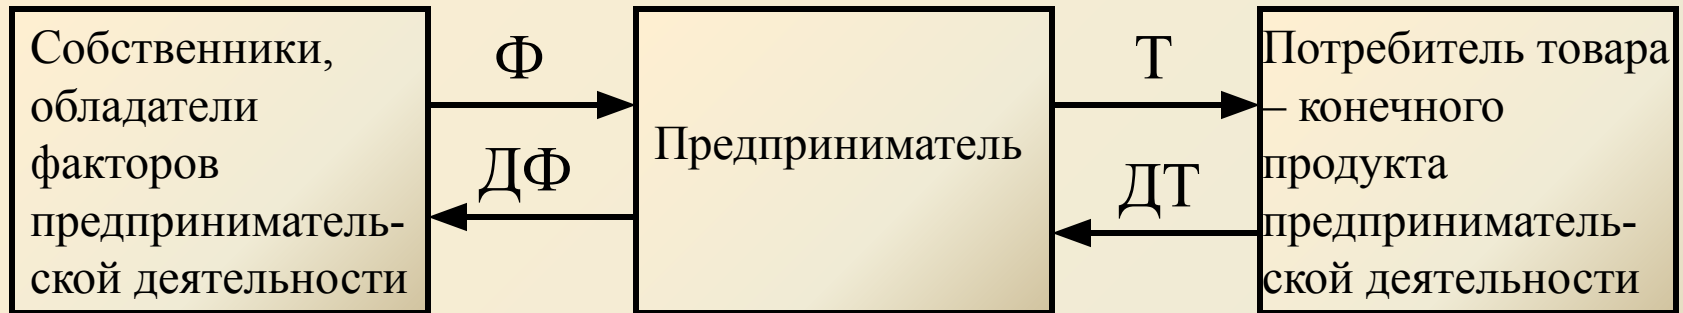 Собственники,
обладатели
факторов
предприниматель-
ской деятельности
Ф
ДФ
Предприниматель
Т
ДТ
Потребитель товара
– конечного
продукта
предприниматель-
ской деятельности